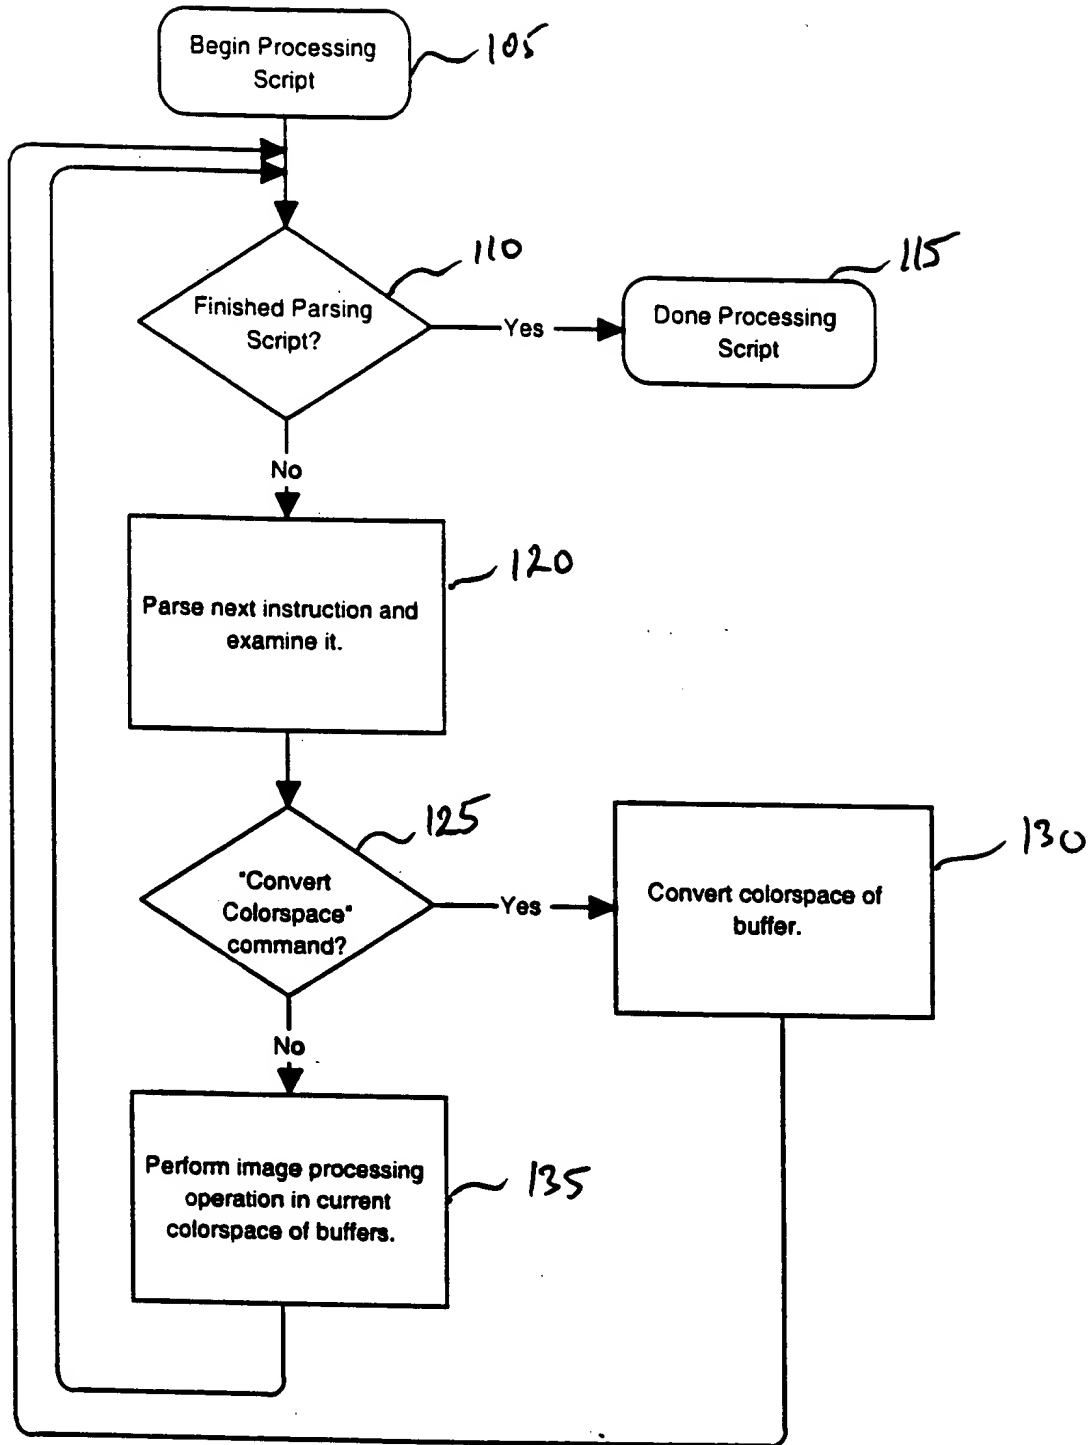 Begin Processing
Script
105
110
Finished Parsing
Script?
Yes
115
Done Processing
Script
No
120
Parse next instruction and
examine it.
125
"Convert
Colorspace"
command?
Yes
130
Convert colorspace of
buffer.
No
135
Perform image processing
operation in current
colorspace of buffers.